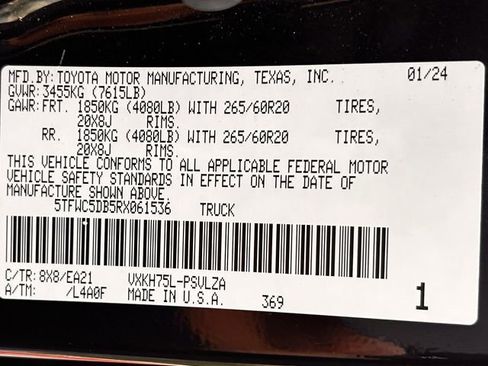 MFD.BY: TOYOTA MOTOR MANUFACTURING, TEXAS, INC. 01/24
GVWR: 3455KG (7615LB)
GAWR: FRT. 1850KG (4080LB) WITH 265/60R20 TIRES,
20X8J RIMS.
RR. 1850KG (4080LB) WITH 265/60R20 TIRES,
20X8J RIMS.
THIS VEHICLE CONFORMS TO ALL APPLICABLE FEDERAL MOTOR
VEHICLE SAFETY STANDARDS IN EFFECT ON THE DATE OF
MANUFACTURE SHOWN ABOVE.
5TFWC5DB5RX061536 TRUCK
C/TR: 8X8/EA21 VXKH75L-PSVLZA
A/TM: /L4A0F MADE IN U.S.A. 369 1